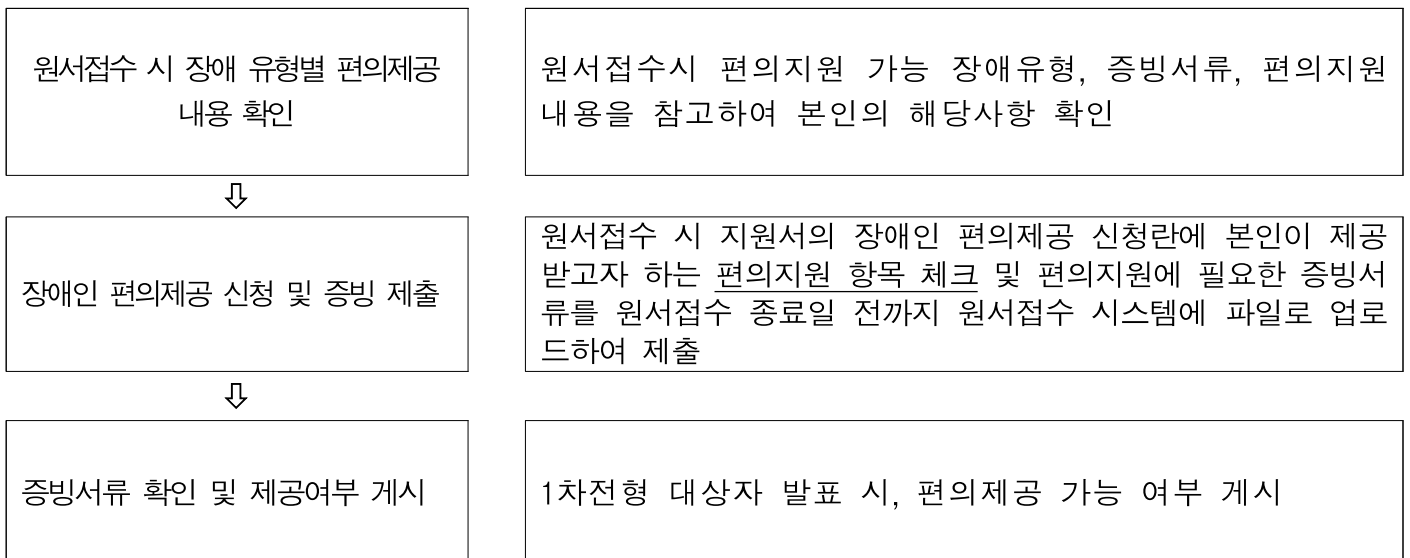 원서접수 시 장애 유형별 편의제공
내용 확인
원서접수시 편의지원 가능 장애유형, 증빙서류, 편의지원
내용을 참고하여 본인의 해당사항 확인
⇩
장애인 편의제공 신청 및 증빙 제출
원서접수 시 지원서의 장애인 편의제공 신청란에 본인이 제공
받고자 하는 편의지원 항목 체크 및 편의지원에 필요한 증빙서
류를 원서접수 종료일 전까지 원서접수 시스템에 파일로 업로
드하여 제출
⇩
증빙서류 확인 및 제공여부 게시
1차전형 대상자 발표 시, 편의제공 가능 여부 게시